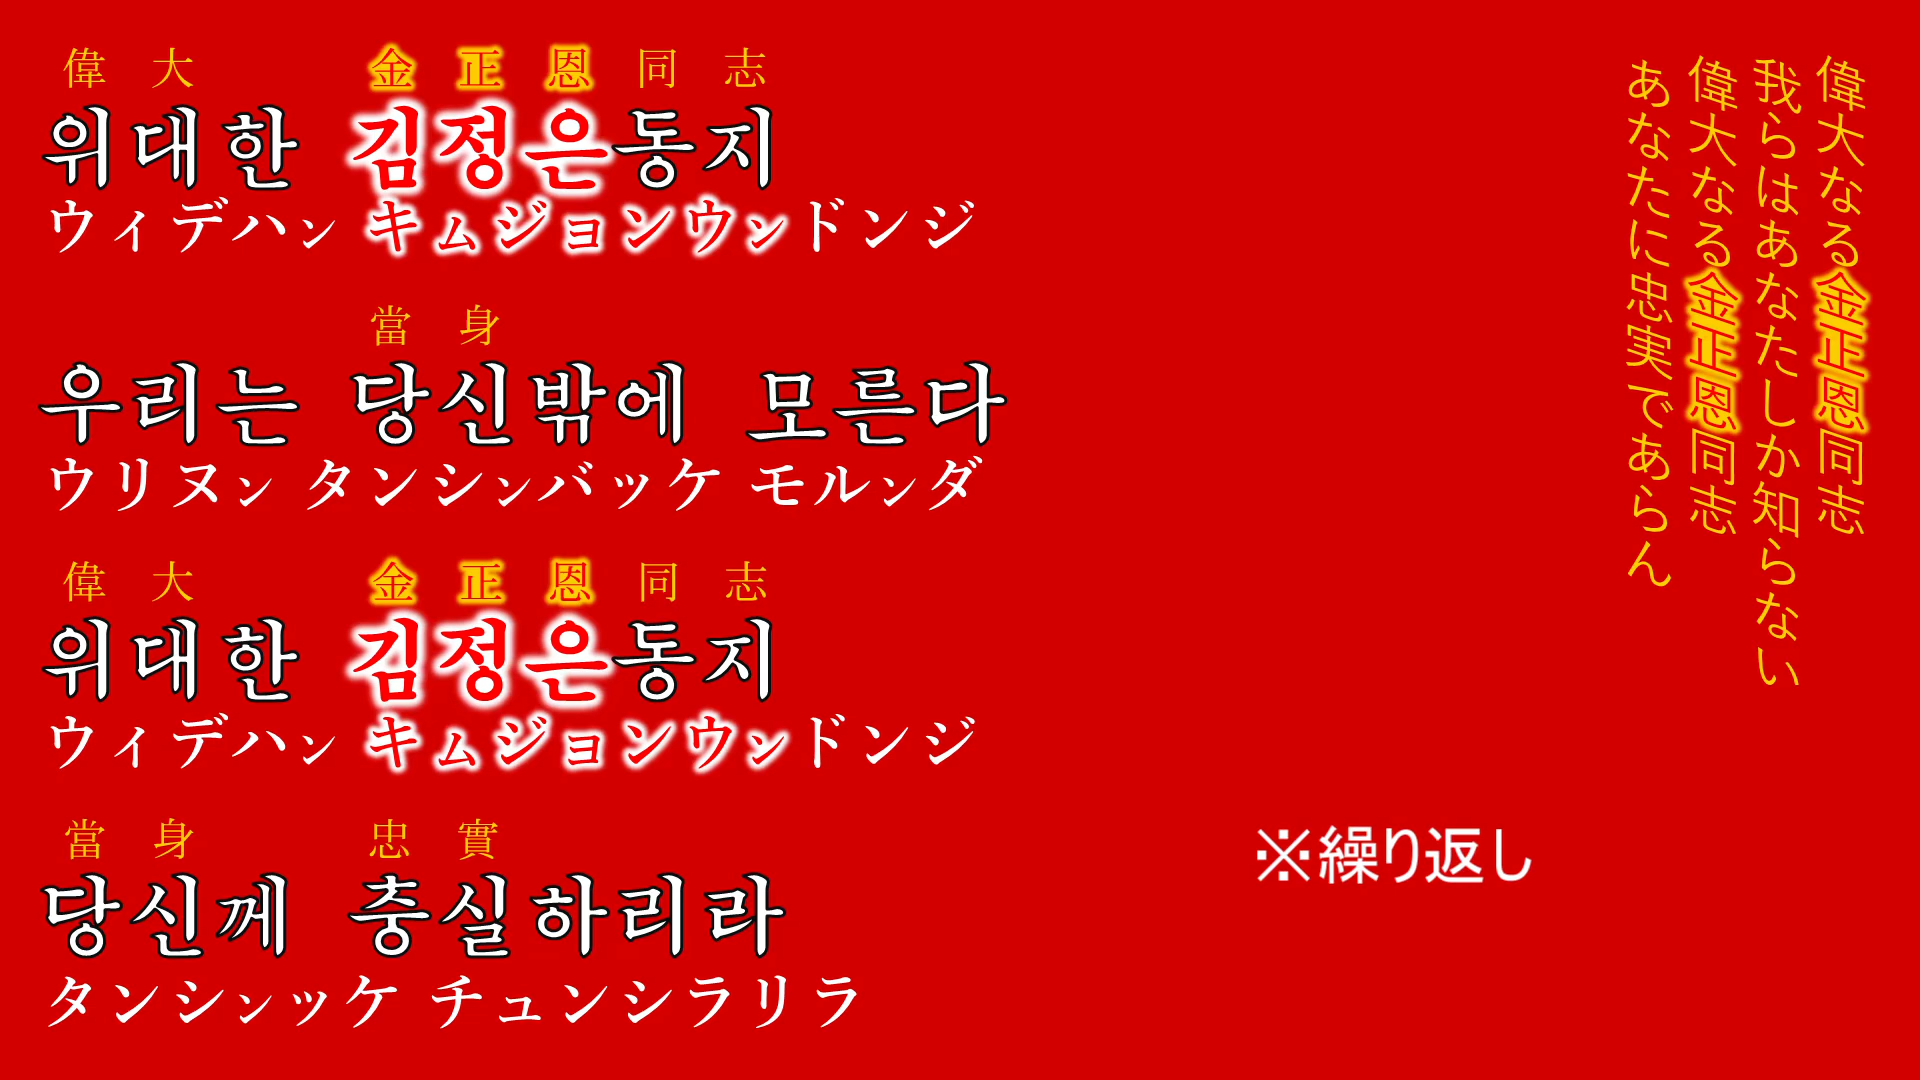 偉大 金正恩同志
위대한 김정은동지
ウィデハン キムジョンウンドンジ
當身
우리는 당신밖에 모른다
ウリヌン タンシンバッケ モルンダ
偉大 金正恩同志
위대한 김정은동지
ウィデハン キムジョンウンドンジ
當身 忠實
당신께 충실하리라
タンシンッケ チュンシラリラ
偉大なる金正恩同志
我らはあなたしか知らない
偉大なる金正恩同志
あなたに忠実であらん
※繰り返し